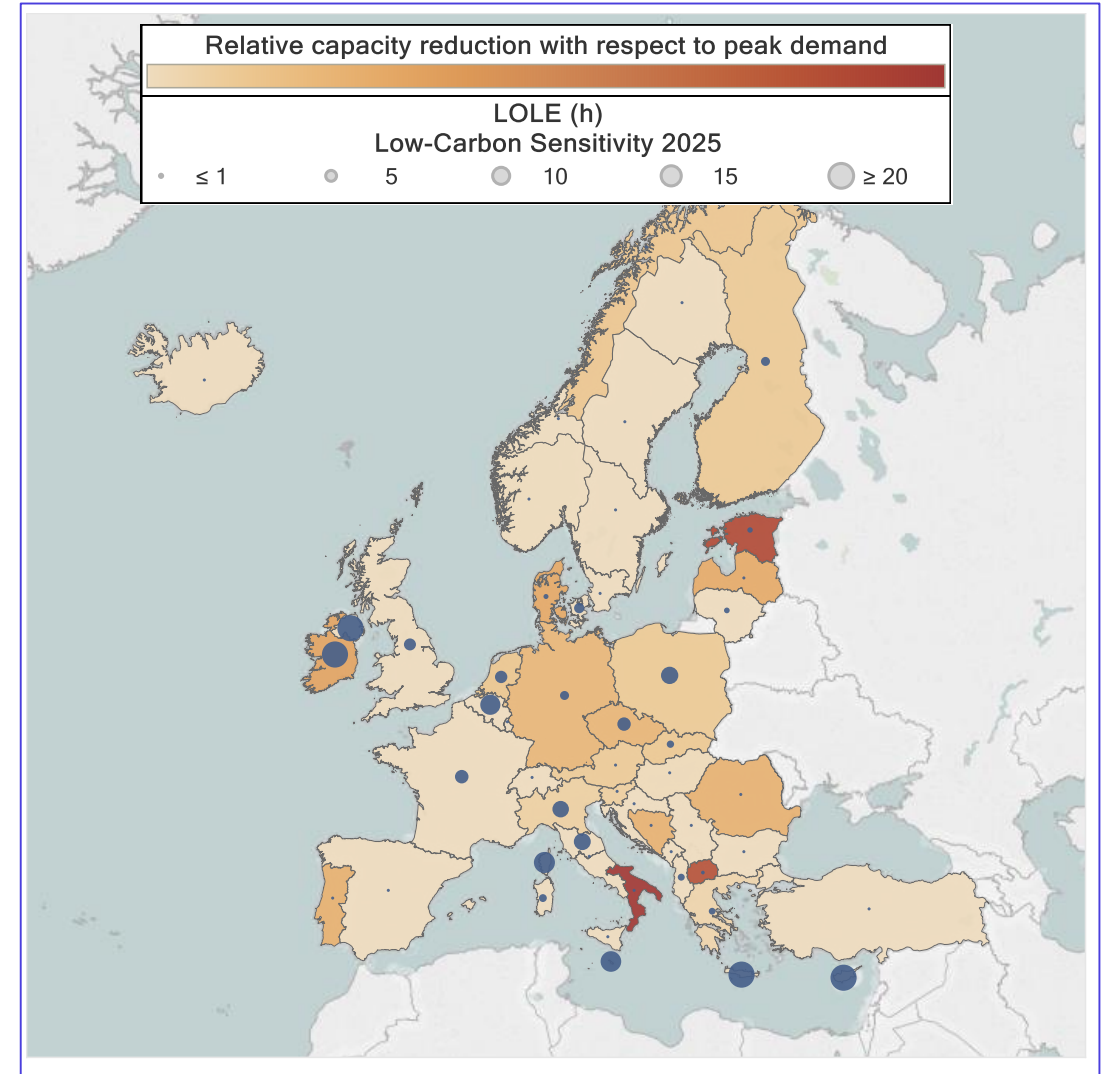 Relative capacity reduction with respect to peak demand
LOLE (h)
Low-Carbon Sensitivity 2025
≤ 1 5 10 15 ≥ 20